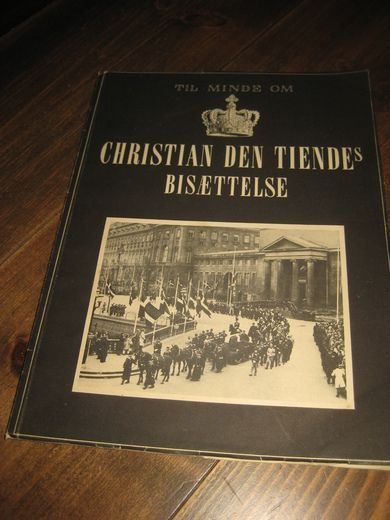 TIL MINDE OM
CHRISTIAN DEN TIENDES
BISÆTTELSE